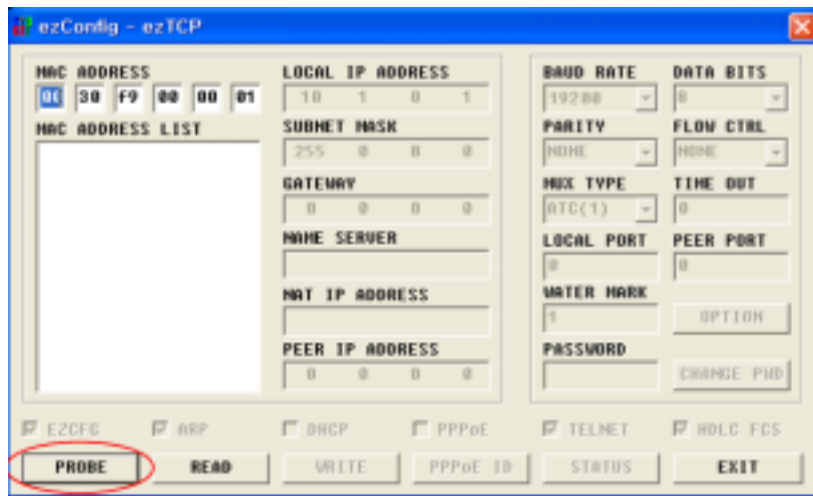 ezConfig - ezTCP
MAC ADDRESS
00 30 F9 00 00 01
MAC ADDRESS LIST
LOCAL IP ADDRESS
10 1 0 1
SUBNET MASK
255 0 0 0
GATEWAY
0 0 0 0
NAME SERVER
NAT IP ADDRESS
PEER IP ADDRESS
0 0 0 0
BAUD RATE DATA BITS
19200 8
PARITY FLOW CTRL
NONE NONE
MUX TYPE TIME OUT
ATC(1) 0
LOCAL PORT PEER PORT
0 0
WATER MARK
1 OPTION
PASSWORD
CHANGE PWD
EZCFG ARP DHCP PPPoE TELNET HDLC FCS
PROBE READ WRITE PPPoE ID STATUS EXIT